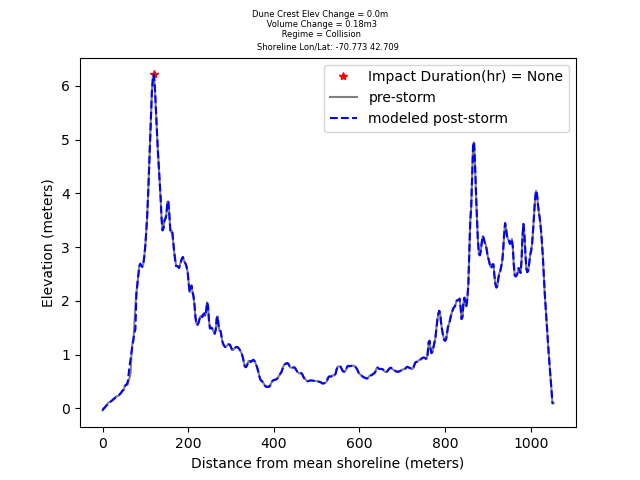 Dune Crest Elev Change = 0.0m
Volume Change = 0.18m3
Regime = Collision
Shoreline Lon/Lat: -70.773 42.709
Impact Duration(hr) = None
pre-storm
modeled post-storm
Elevation (meters)
6
5
4
3
2
1
0
0 200 400 600 800 1000
Distance from mean shoreline (meters)